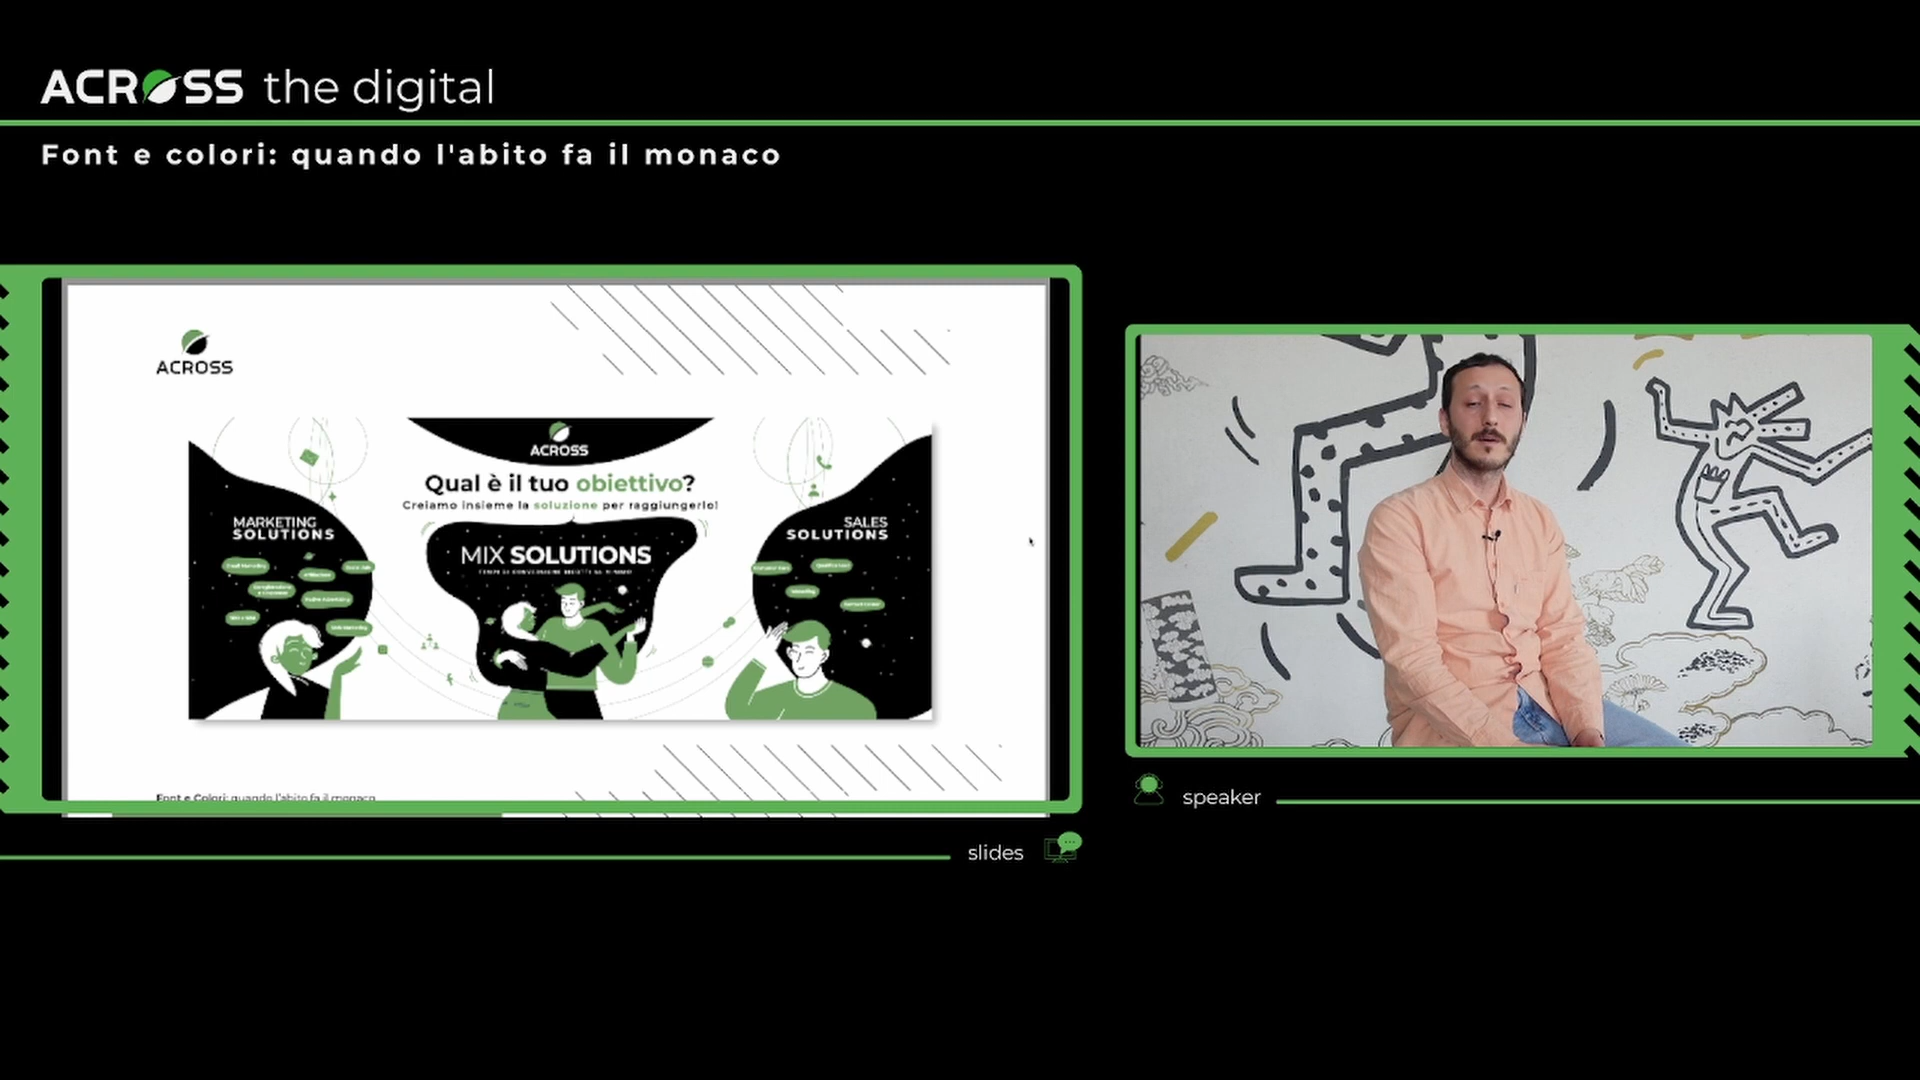 ACROSS the digital
Font e colori: quando l'abito fa il monaco
ACROSS
ACROSS
Qual è il tuo obiettivo?
Creiamo insieme la soluzione per raggiungerlo!
MARKETING
SOLUTIONS
MIX SOLUTIONS
SALES
SOLUTIONS
Font e Colori: quando l'abito fa il monaco
speaker
slides